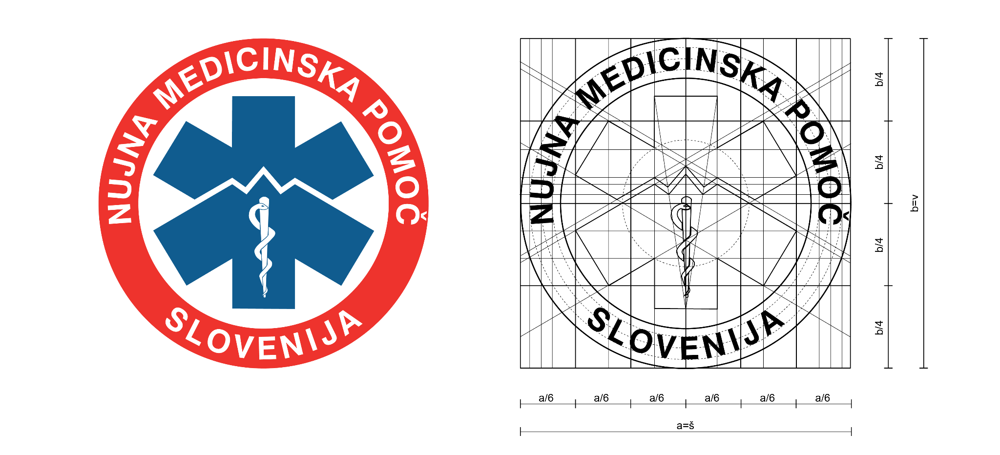 NUJNA MEDICINSKA POMOČ
SLOVENIJA
NUJNA MEDICINSKA POMOČ
SLOVENIJA
b/4
b/4
b/4
b/4
b=v
a/6 a/6 a/6 a/6 a/6 a/6
a=š